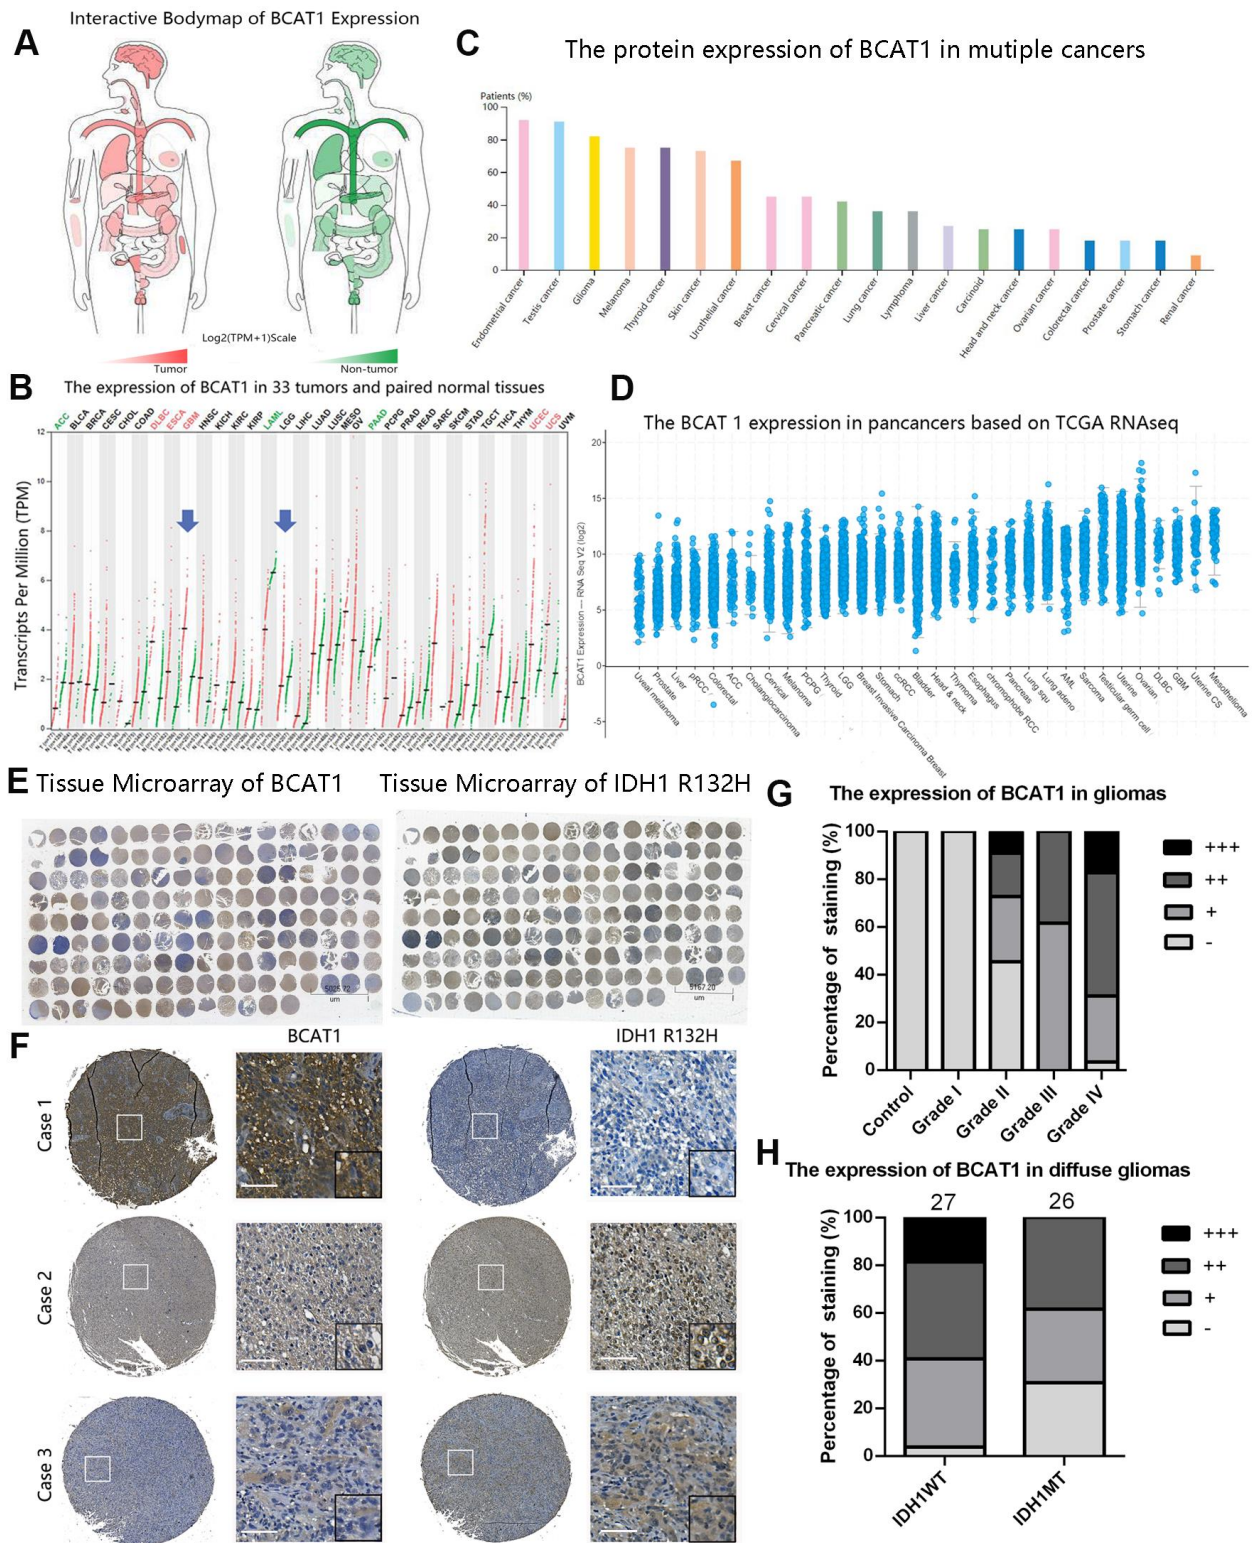 Interactive Bodymap of BCAT1 Expression
A
Log2(TPM+1)Scale
Tumor
Non-tumor
C
The protein expression of BCAT1 in mutiple cancers
Patients (%)
100
80
60
40
20
0
Endometrial cancer
Testis cancer
Glioma
Melanoma
Thyroid cancer
Skin cancer
Urothelial cancer
Breast cancer
Cervical cancer
Pancreatic cancer
Lung cancer
Lymphoma
Liver cancer
Carcinoid
Head and neck cancer
Ovarian cancer
Colorectal cancer
Prostate cancer
Stomach cancer
Renal cancer
B
The expression of BCAT1 in 33 tumors and paired normal tissues
ACC
BLCA
BRCA
CESC
CHOL
COAD
DLBC
ESCA
GBM
HNSC
KICH
KIRC
KIRP
LAML
LGG
LIHC
LUAD
LUSC
MESO
OV
PAAD
PCPG
PRAD
READ
SARC
SKCM
STAD
TGCT
THCA
THYM
UCEC
UCS
UVM
Transcripts Per Million (TPM)
12
10
8
6
4
2
0
D
The BCAT 1 expression in pancancers based on TCGA RNAseq
BCAT1 Expression --- RNA Seq V2 (log2)
20
15
10
5
0
-5
Uveal melanoma
Prostate
Liver
pRCC
Colorectal
ACC
Cholangiocarcinoma
Cervical
Melanoma
PCPG
Thyroid
LGG
Breast Invasive Carcinoma Breast
Stomach
ccRCC
Bladder
Head & neck
Thymoma
Esophagus
chromophobe RCC
Pancreas
Lung squ
Lung adeno
AML
Sarcoma
Testicular germ cell
Uterine
Ovarian
DLBC
GBM
Uterine CS
Mesothelioma
E
Tissue Microarray of BCAT1
Tissue Microarray of IDH1 R132H
5025.72
um
5167.20
um
F
BCAT1
IDH1 R132H
Case 1
Case 2
Case 3
G
The expression of BCAT1 in gliomas
Percentage of staining (%)
100
80
60
40
20
0
Control
Grade I
Grade II
Grade III
Grade IV
+++
++
+
-
H
The expression of BCAT1 in diffuse gliomas
27
26
Percentage of staining (%)
100
80
60
40
20
0
IDH1WT
IDH1MT
+++
++
+
-